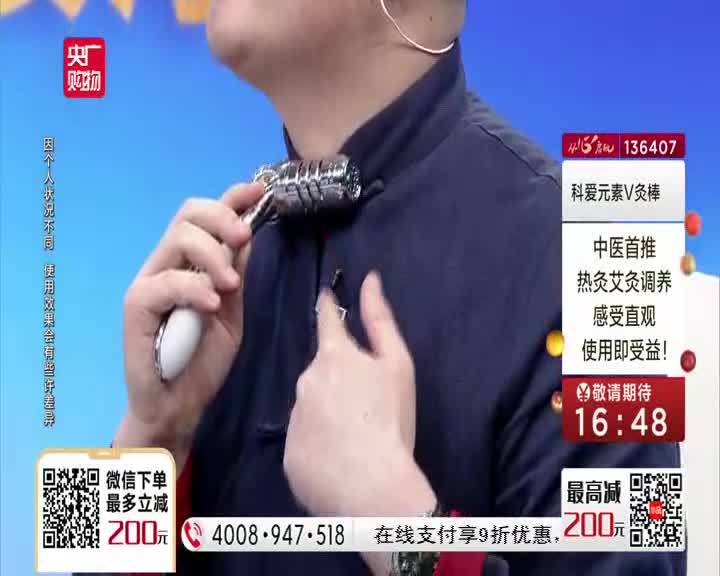 央广
购物
因个人状况不同 使用效果会有些许差异
136407
科爱元素V灸棒
中医首推
热灸艾灸调养
感受直观
使用即受益!
敬请期待
16:48
微信下单
最多立减
200元
4008·947·518
在线支付享9折优惠,
最高减
200元